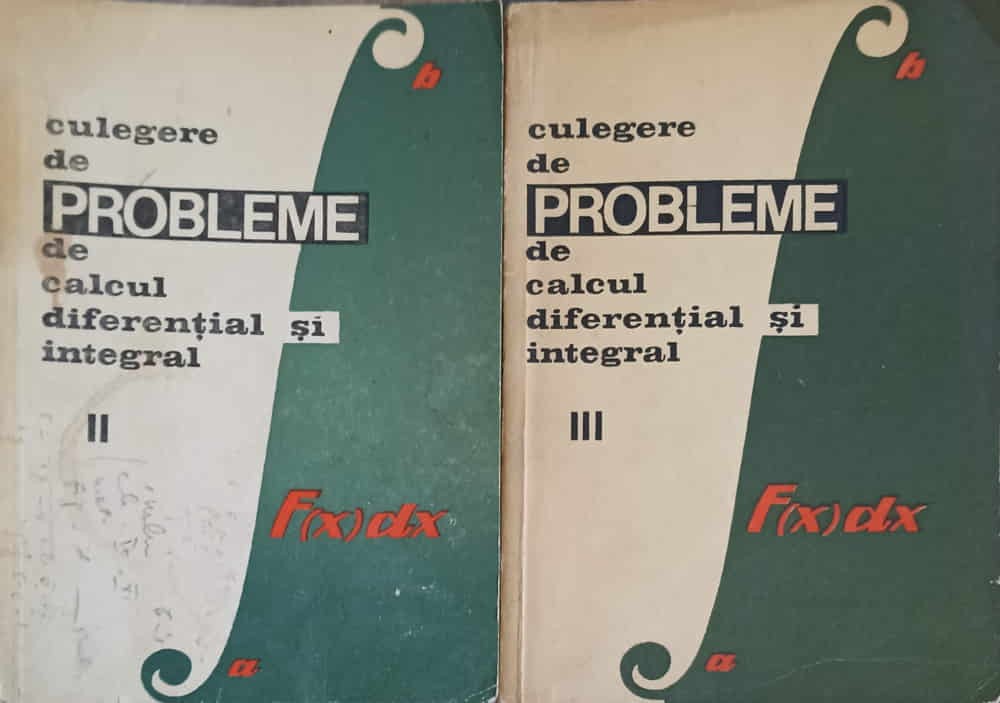 b
culegere
de
PROBLEME
de
calcul
diferențial și
integral
II
F(x)dx
a
b
culegere
de
PROBLEME
de
calcul
diferențial și
integral
III
F(x)dx
a